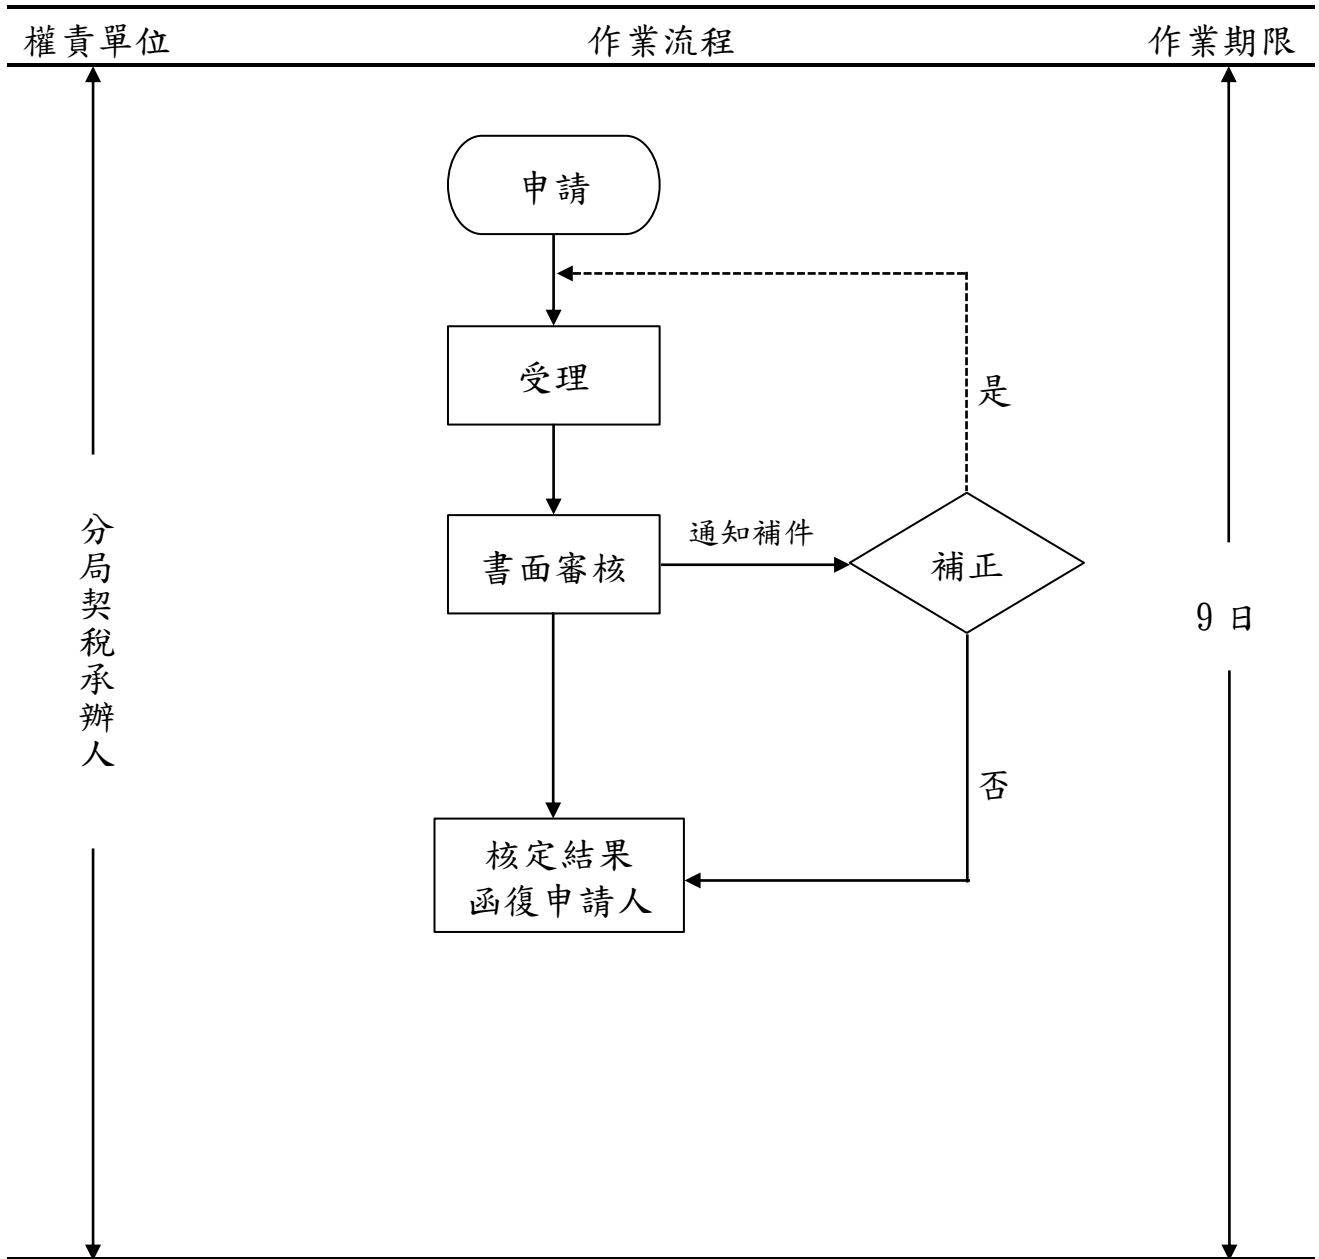 權責單位
作業流程
作業期限
申請
受理
是
書面審核
通知補件
補正
分局契稅承辦人
9日
否
核定結果
函復申請人